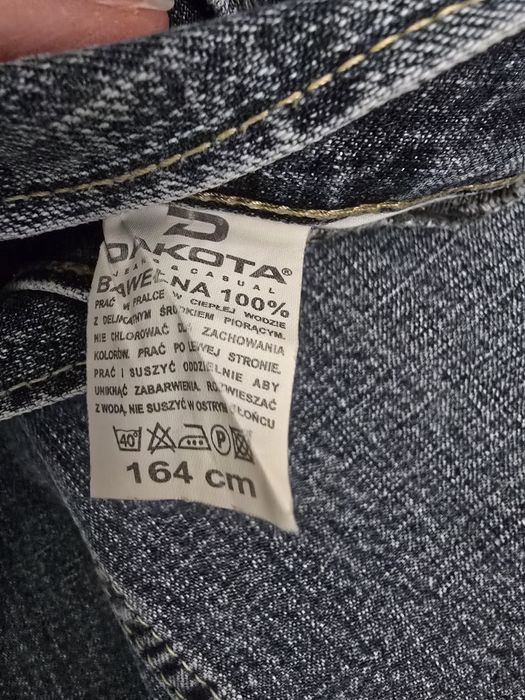 DAKOTA®
JEANS & CASUAL
BAWEŁNA 100%
PRAĆ W PRALCE W CIEPŁEJ WODZIE
Z DELIKATNYM ŚRODKIEM PIORĄCYM.
NIE CHLOROWAĆ DLA ZACHOWANIA
KOLORÓW. PRAĆ PO LEWEJ STRONIE.
PRAĆ I SUSZYĆ ODDZIELNIE ABY
UNIKNĄĆ ZABARWIENIA. ROZWIESZAĆ
Z WODĄ, NIE SUSZYĆ W OSTRYM SŁOŃCU
40° P
164 cm